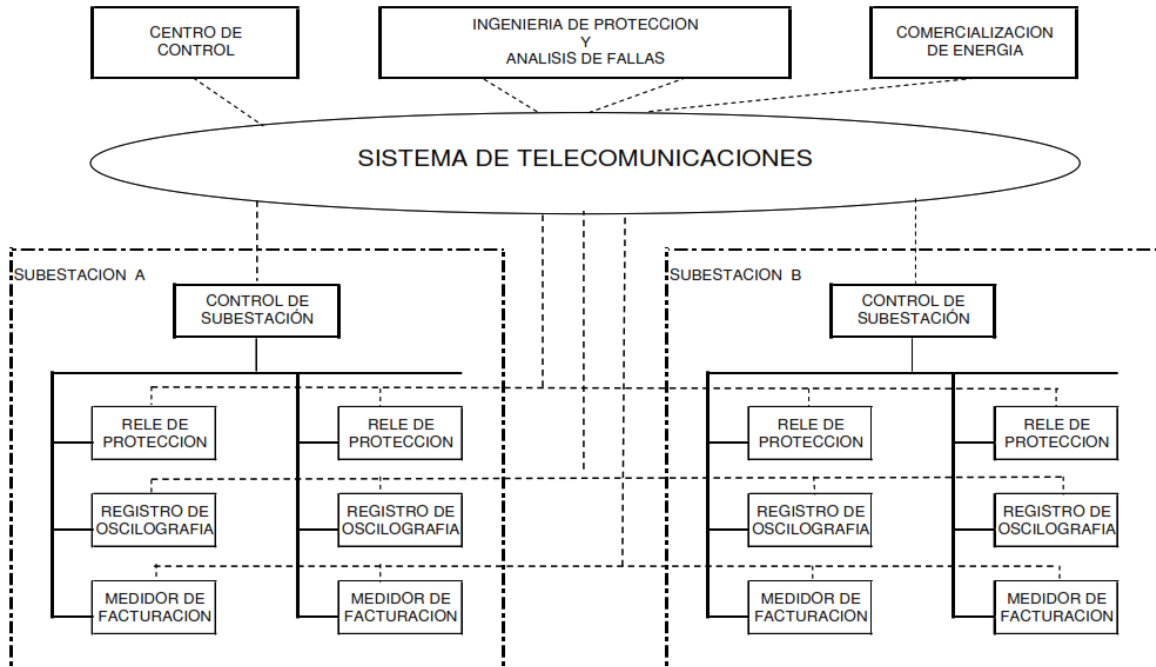 CENTRO DE
CONTROL
INGENIERIA DE PROTECCION
Y
ANALISIS DE FALLAS
COMERCIALIZACION
DE ENERGIA
SISTEMA DE TELECOMUNICACIONES
SUBESTACION A
CONTROL DE
SUBESTACIÓN
RELE DE
PROTECCION
RELE DE
PROTECCION
REGISTRO DE
OSCILOGRAFIA
REGISTRO DE
OSCILOGRAFIA
MEDIDOR DE
FACTURACION
MEDIDOR DE
FACTURACION
SUBESTACION B
CONTROL DE
SUBESTACIÓN
RELE DE
PROTECCION
RELE DE
PROTECCION
REGISTRO DE
OSCILOGRAFIA
REGISTRO DE
OSCILOGRAFIA
MEDIDOR DE
FACTURACION
MEDIDOR DE
FACTURACION